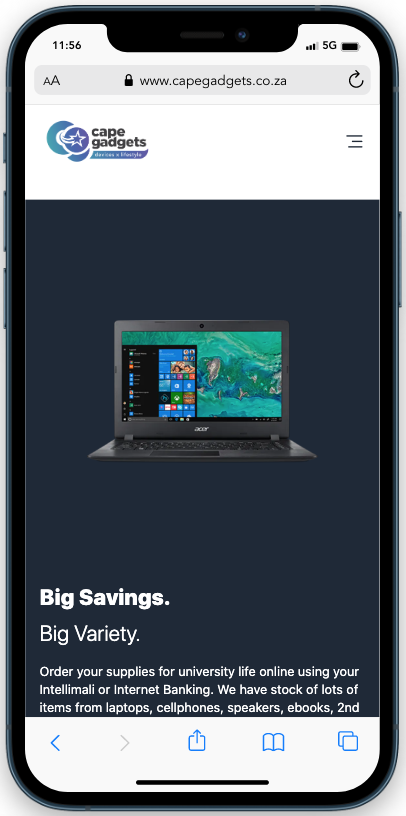 11:56
5G
AA
www.capegadgets.co.za
cape
gadgets
devices + lifestyle
acer
Big Savings.
Big Variety.
Order your supplies for university life online using your
Intellimali or Internet Banking. We have stock of lots of
items from laptops, cellphones, speakers, ebooks, 2nd